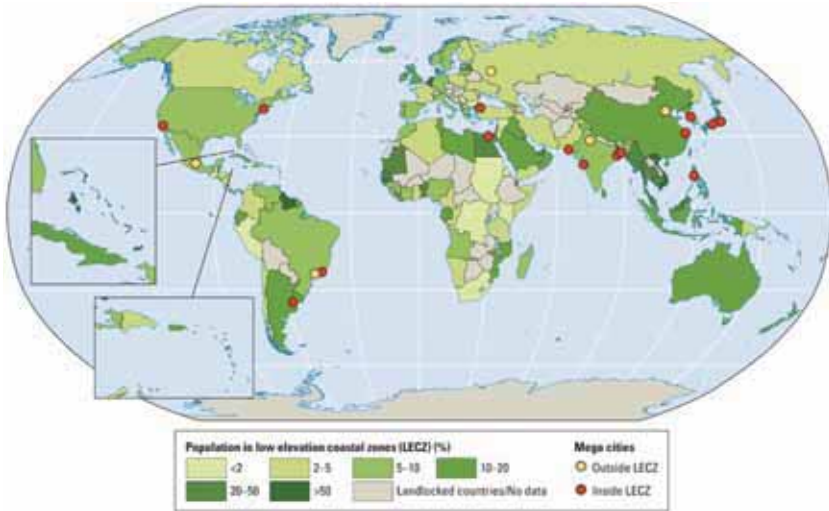 Population in low elevation coastal zones (LECZ) (%)
<2
2–5
5–10
10–20
20–50
>50
Landlocked countries/No data
Mega cities
Outside LECZ
Inside LECZ